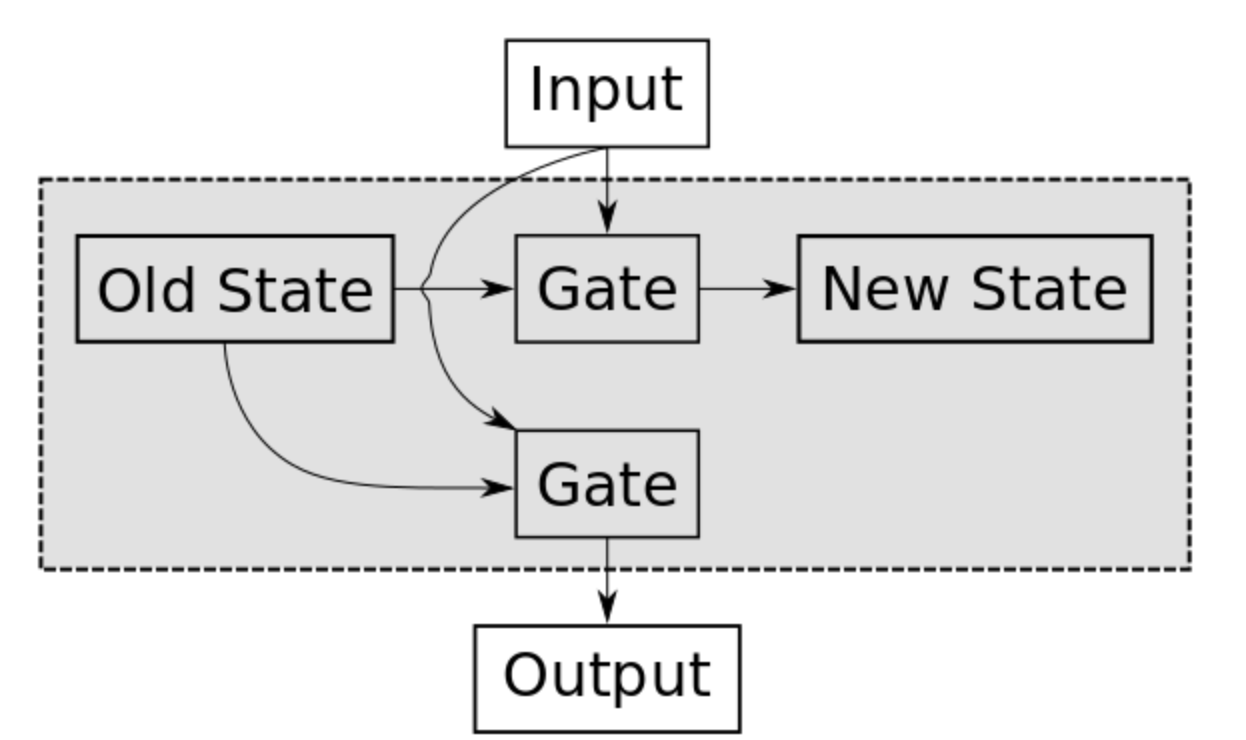 Input
Old State
Gate
New State
Gate
Output